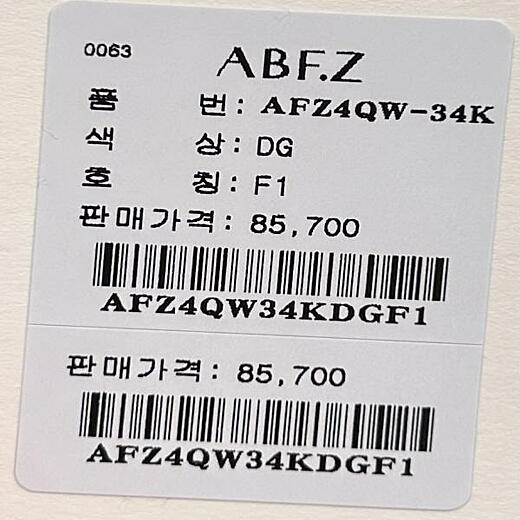 0063 ABF.Z
품 번: AFZ4QW-34K
색 상: DG
호 칭: F1
판매가격: 85,700
AFZ4QW34KDGF1
판매가격: 85,700
AFZ4QW34KDGF1